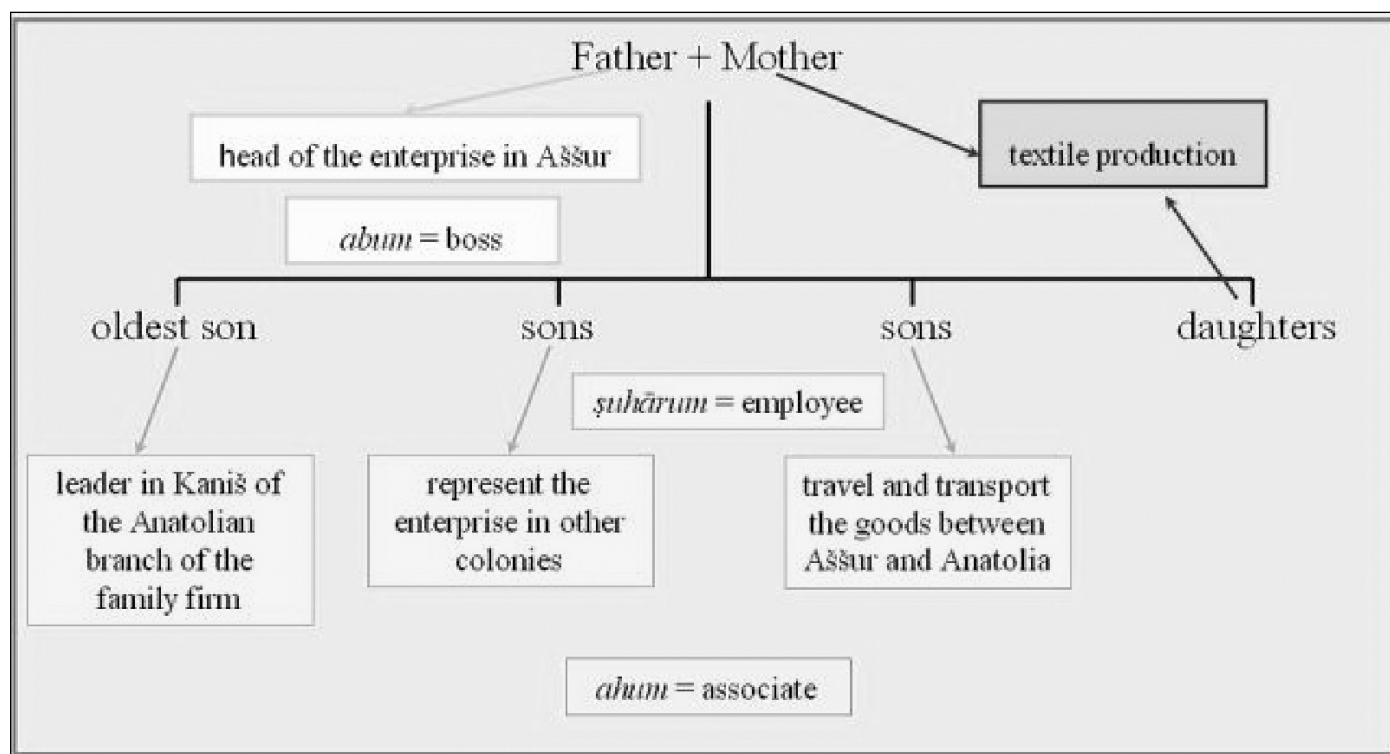 Father + Mother
head of the enterprise in Aššur
textile production
abum = boss
oldest son
sons
sons
daughters
ṣuhārum = employee
leader in Kaniš of
the Anatolian
branch of the
family firm
represent the
enterprise in other
colonies
travel and transport
the goods between
Aššur and Anatolia
ahum = associate